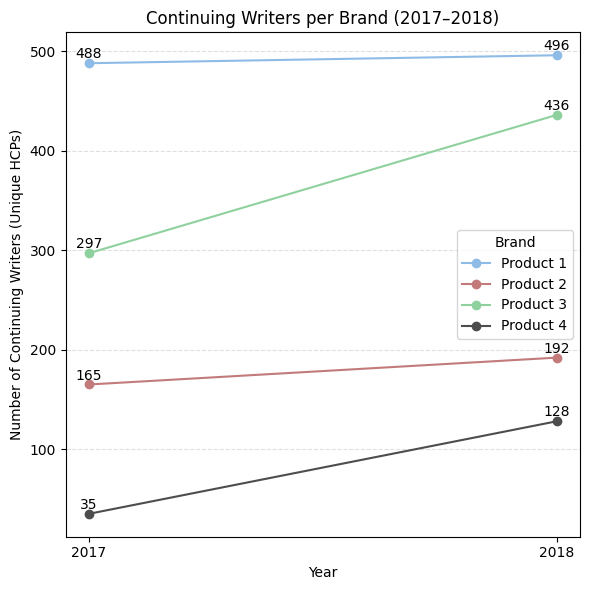 Continuing Writers per Brand (2017–2018)
Number of Continuing Writers (Unique HCPs)
500
400
300
200
100
488
496
297
436
165
192
35
128
Brand
Product 1
Product 2
Product 3
Product 4
2017
2018
Year